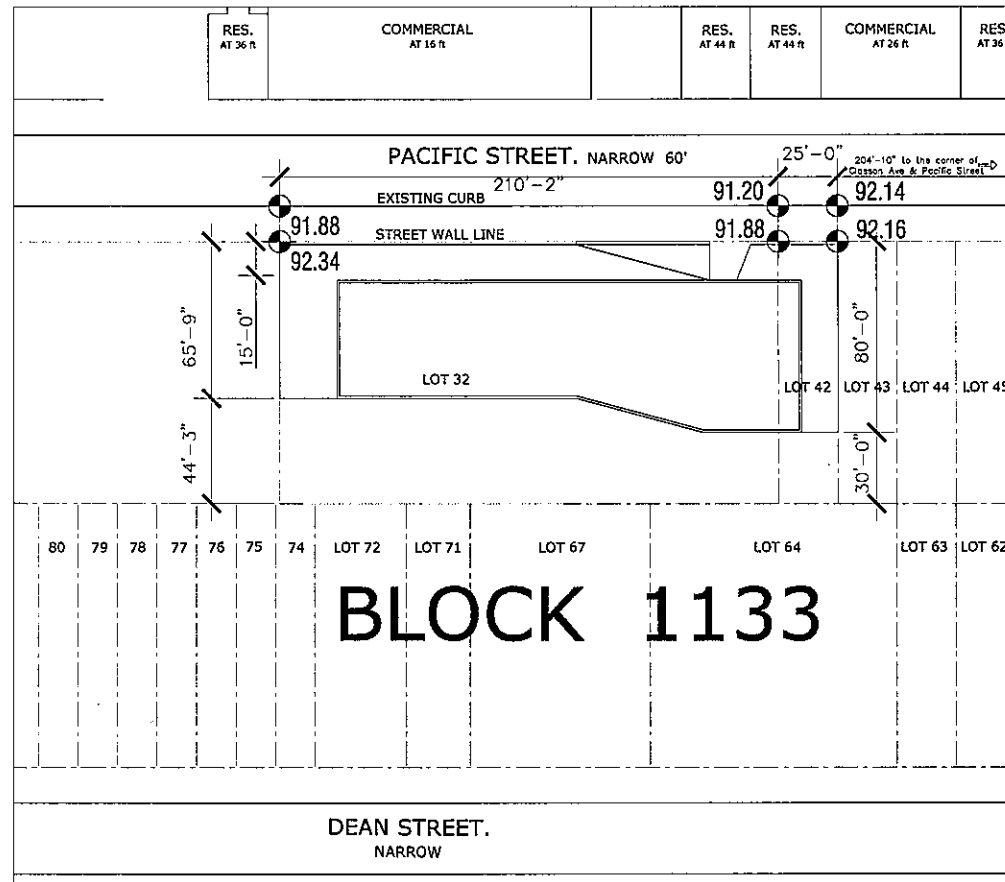 RES.
AT 36 ft
COMMERCIAL
AT 16 ft
RES.
AT 44 ft
RES.
AT 44 ft
COMMERCIAL
AT 26 ft
RES
AT 36
PACIFIC STREET. NARROW 60'
25'-0"
204'-10" to the corner of
Classon Ave & Pacific Street
210'-2"
EXISTING CURB
91.20
92.14
91.88
STREET WALL LINE
91.88
92.16
92.34
65'-9"
15'-0"
80'-0"
LOT 32
LOT 42
LOT 43
LOT 44
LOT 45
44'-3"
30'-0"
80
79
78
77
76
75
74
LOT 72
LOT 71
LOT 67
LOT 64
LOT 63
LOT 62
BLOCK 1133
DEAN STREET.
NARROW